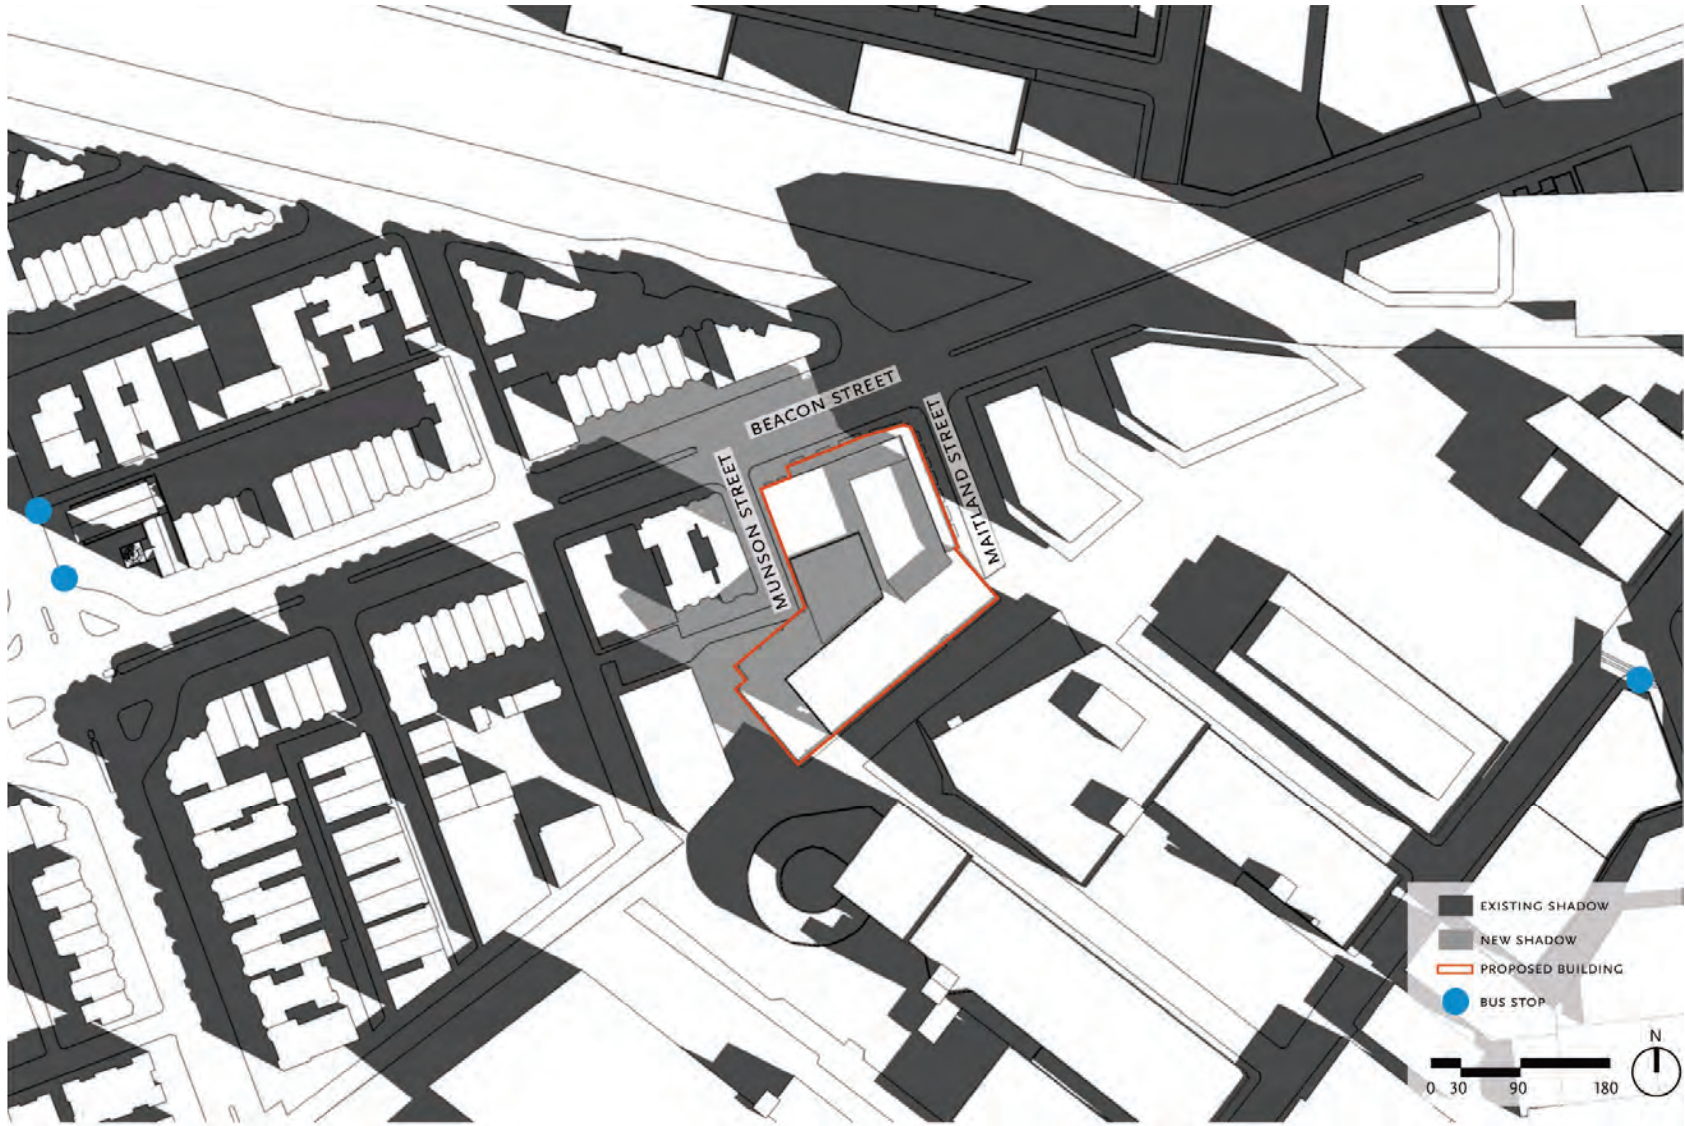 BEACON STREET
MUNSON STREET
MAITLAND STREET
EXISTING SHADOW
NEW SHADOW
PROPOSED BUILDING
BUS STOP
N
0 30 90 180